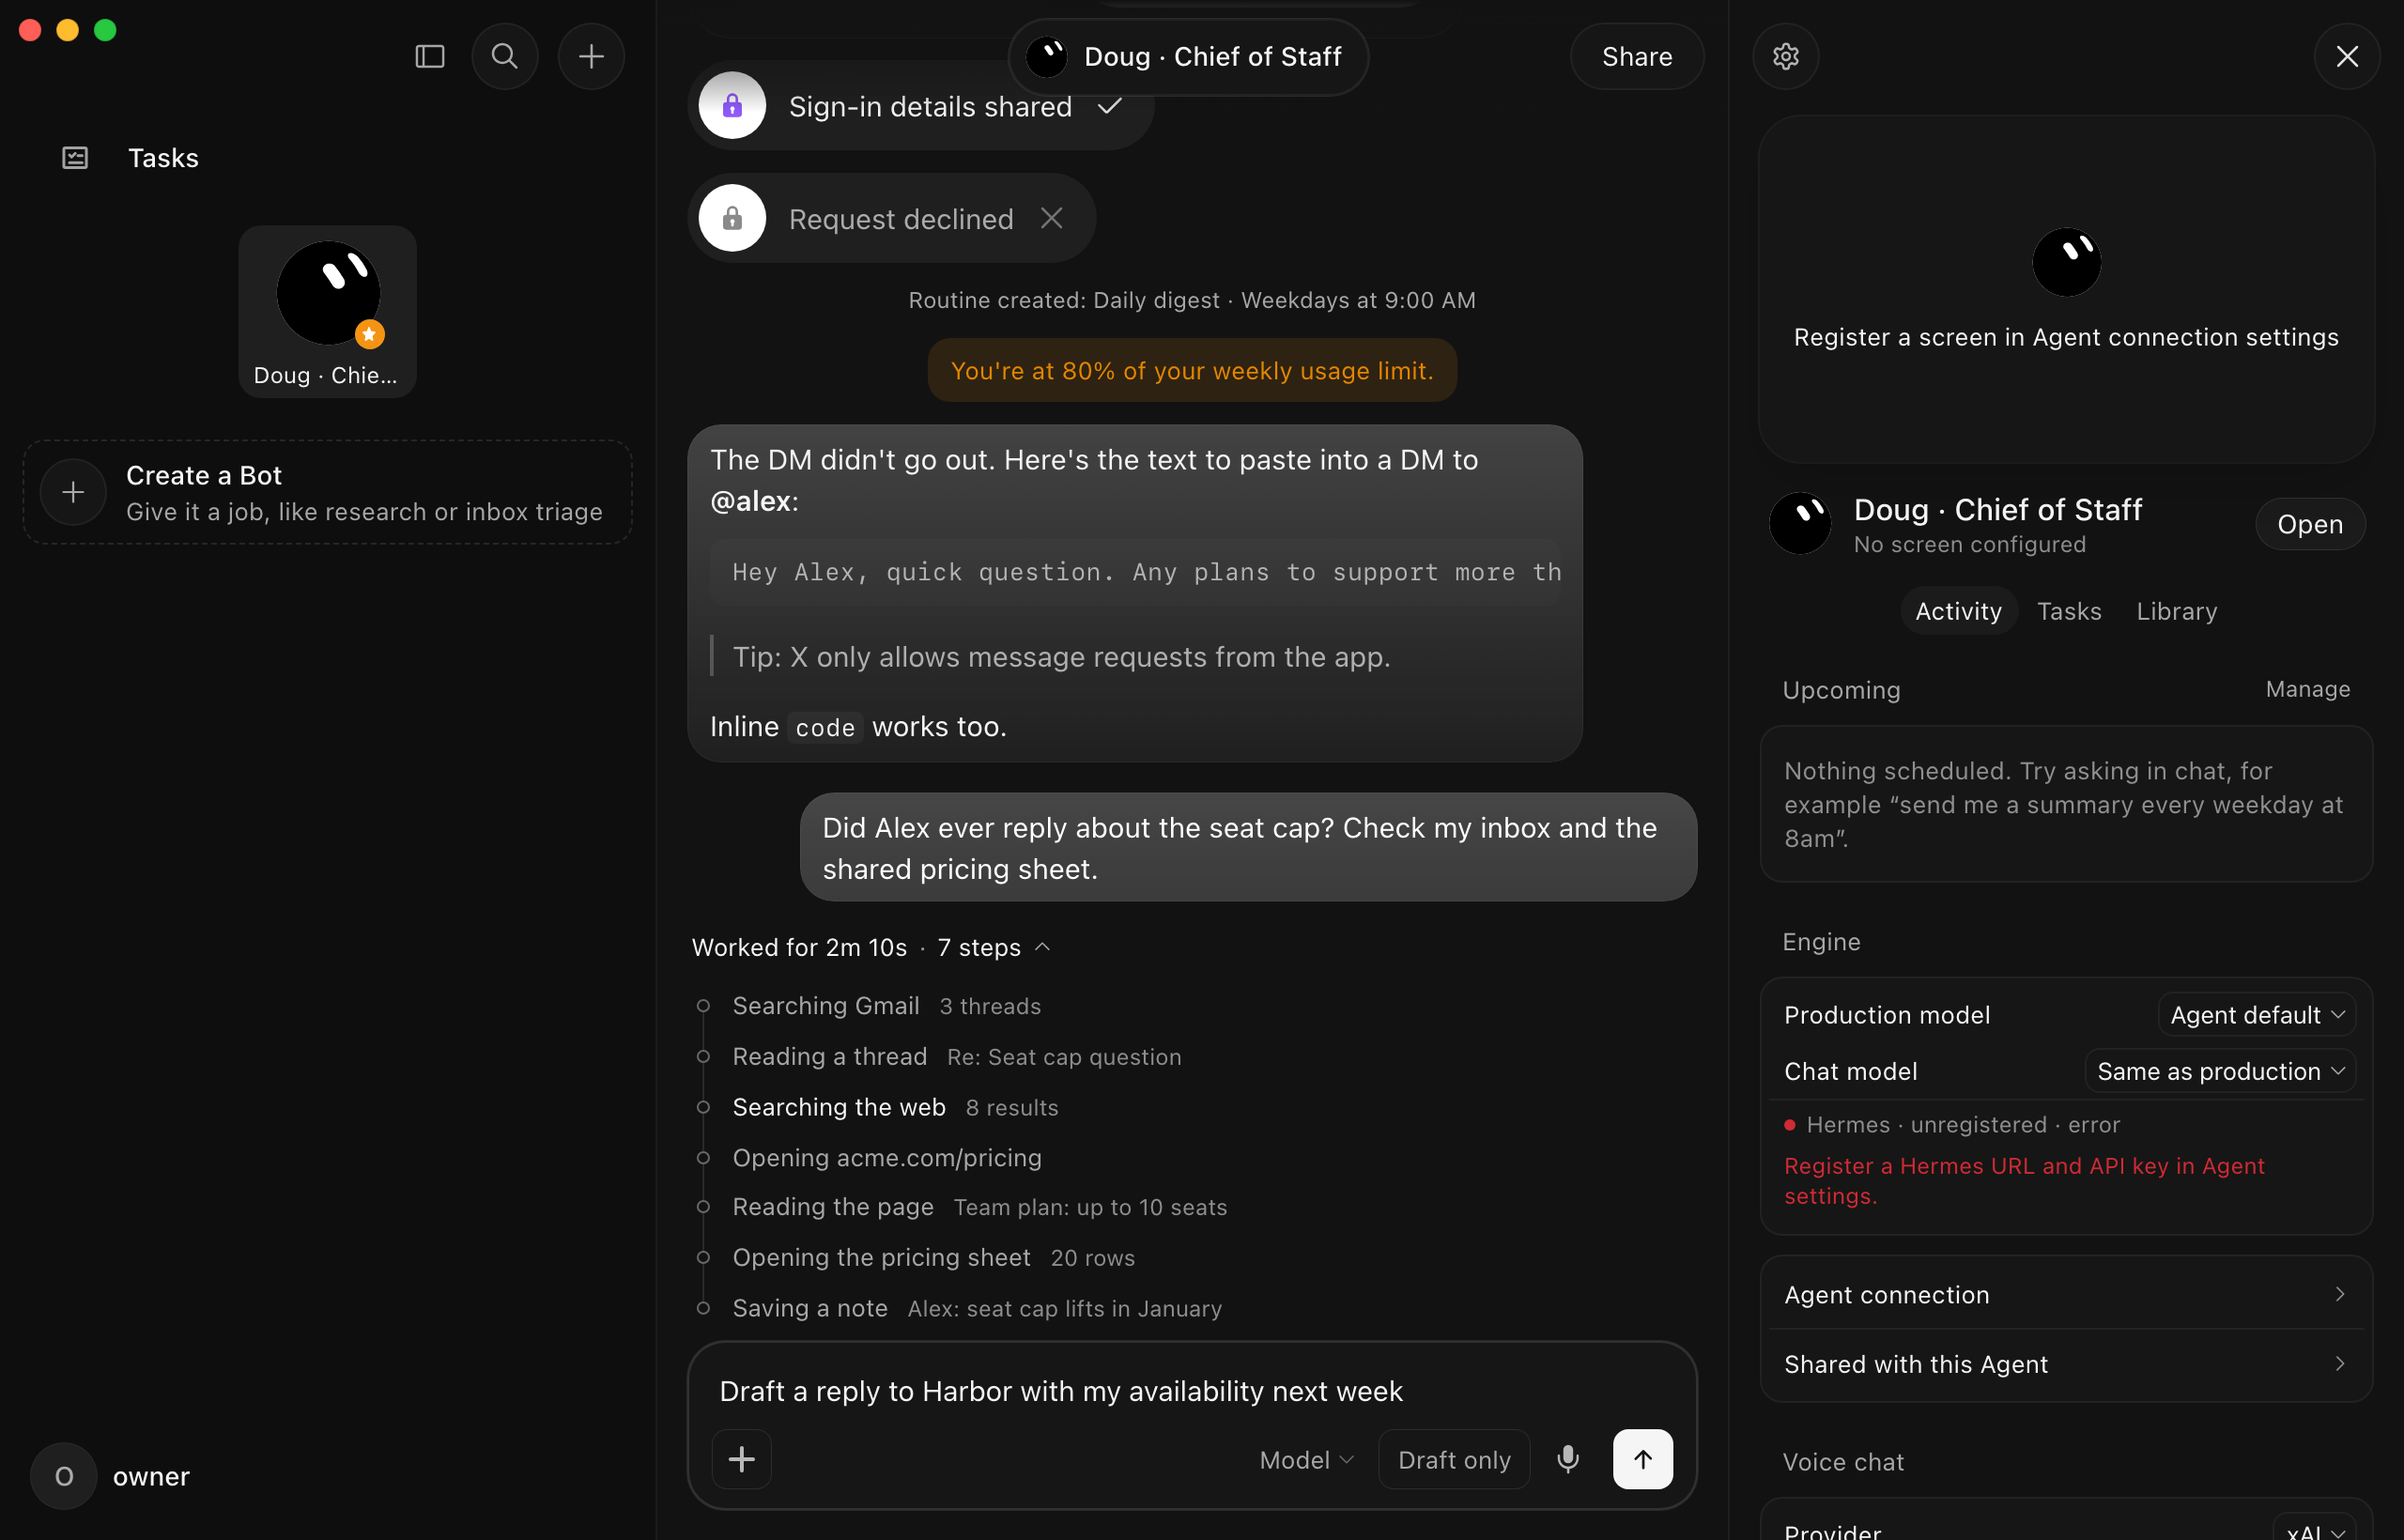 Tasks
Doug · Chie...
Create a Bot
Give it a job, like research or inbox triage
O
owner
Doug · Chief of Staff
Share
Sign-in details shared
Request declined
Routine created: Daily digest · Weekdays at 9:00 AM
You're at 80% of your weekly usage limit.
The DM didn't go out. Here's the text to paste into a DM to
@alex:
Hey Alex, quick question. Any plans to support more th
Tip: X only allows message requests from the app.
Inline code works too.
Did Alex ever reply about the seat cap? Check my inbox and the
shared pricing sheet.
Worked for 2m 10s · 7 steps
Searching Gmail 3 threads
Reading a thread Re: Seat cap question
Searching the web 8 results
Opening acme.com/pricing
Reading the page Team plan: up to 10 seats
Opening the pricing sheet 20 rows
Saving a note Alex: seat cap lifts in January
Draft a reply to Harbor with my availability next week
Model
Draft only
Register a screen in Agent connection settings
Doug · Chief of Staff
No screen configured
Open
Activity Tasks Library
Upcoming
Manage
Nothing scheduled. Try asking in chat, for
example “send me a summary every weekday at
8am”.
Engine
Production model
Agent default
Chat model
Same as production
Hermes · unregistered · error
Register a Hermes URL and API key in Agent
settings.
Agent connection
Shared with this Agent
Voice chat
Provider
xAI